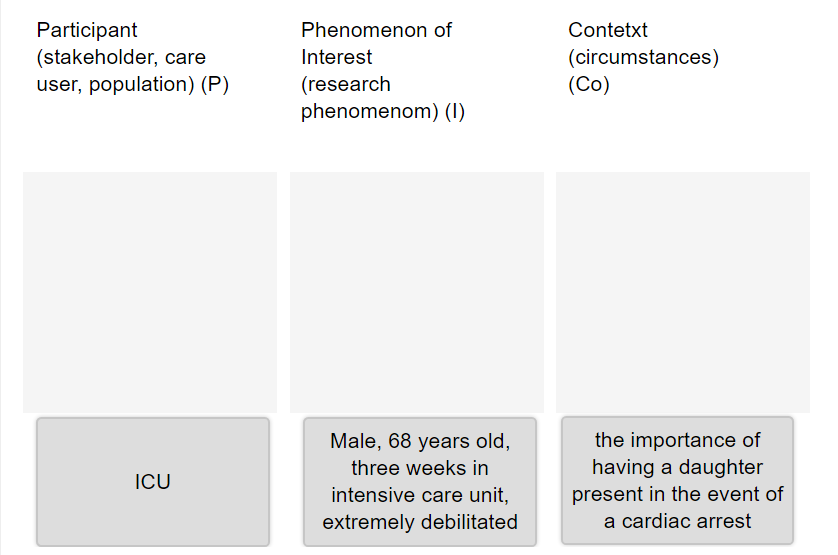 Participant
(stakeholder, care
user, population) (P)
Phenomenon of
Interest
(research
phenomenom) (I)
Contetxt
(circumstances)
(Co)
ICU
Male, 68 years old,
three weeks in
intensive care unit,
extremely debilitated
the importance of
having a daughter
present in the event of
a cardiac arrest